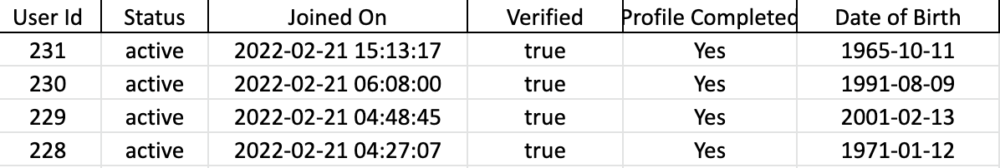 User Id Status Joined On Verified Profile Completed Date of Birth
231 active 2022-02-21 15:13:17 true Yes 1965-10-11
230 active 2022-02-21 06:08:00 true Yes 1991-08-09
229 active 2022-02-21 04:48:45 true Yes 2001-02-13
228 active 2022-02-21 04:27:07 true Yes 1971-01-12